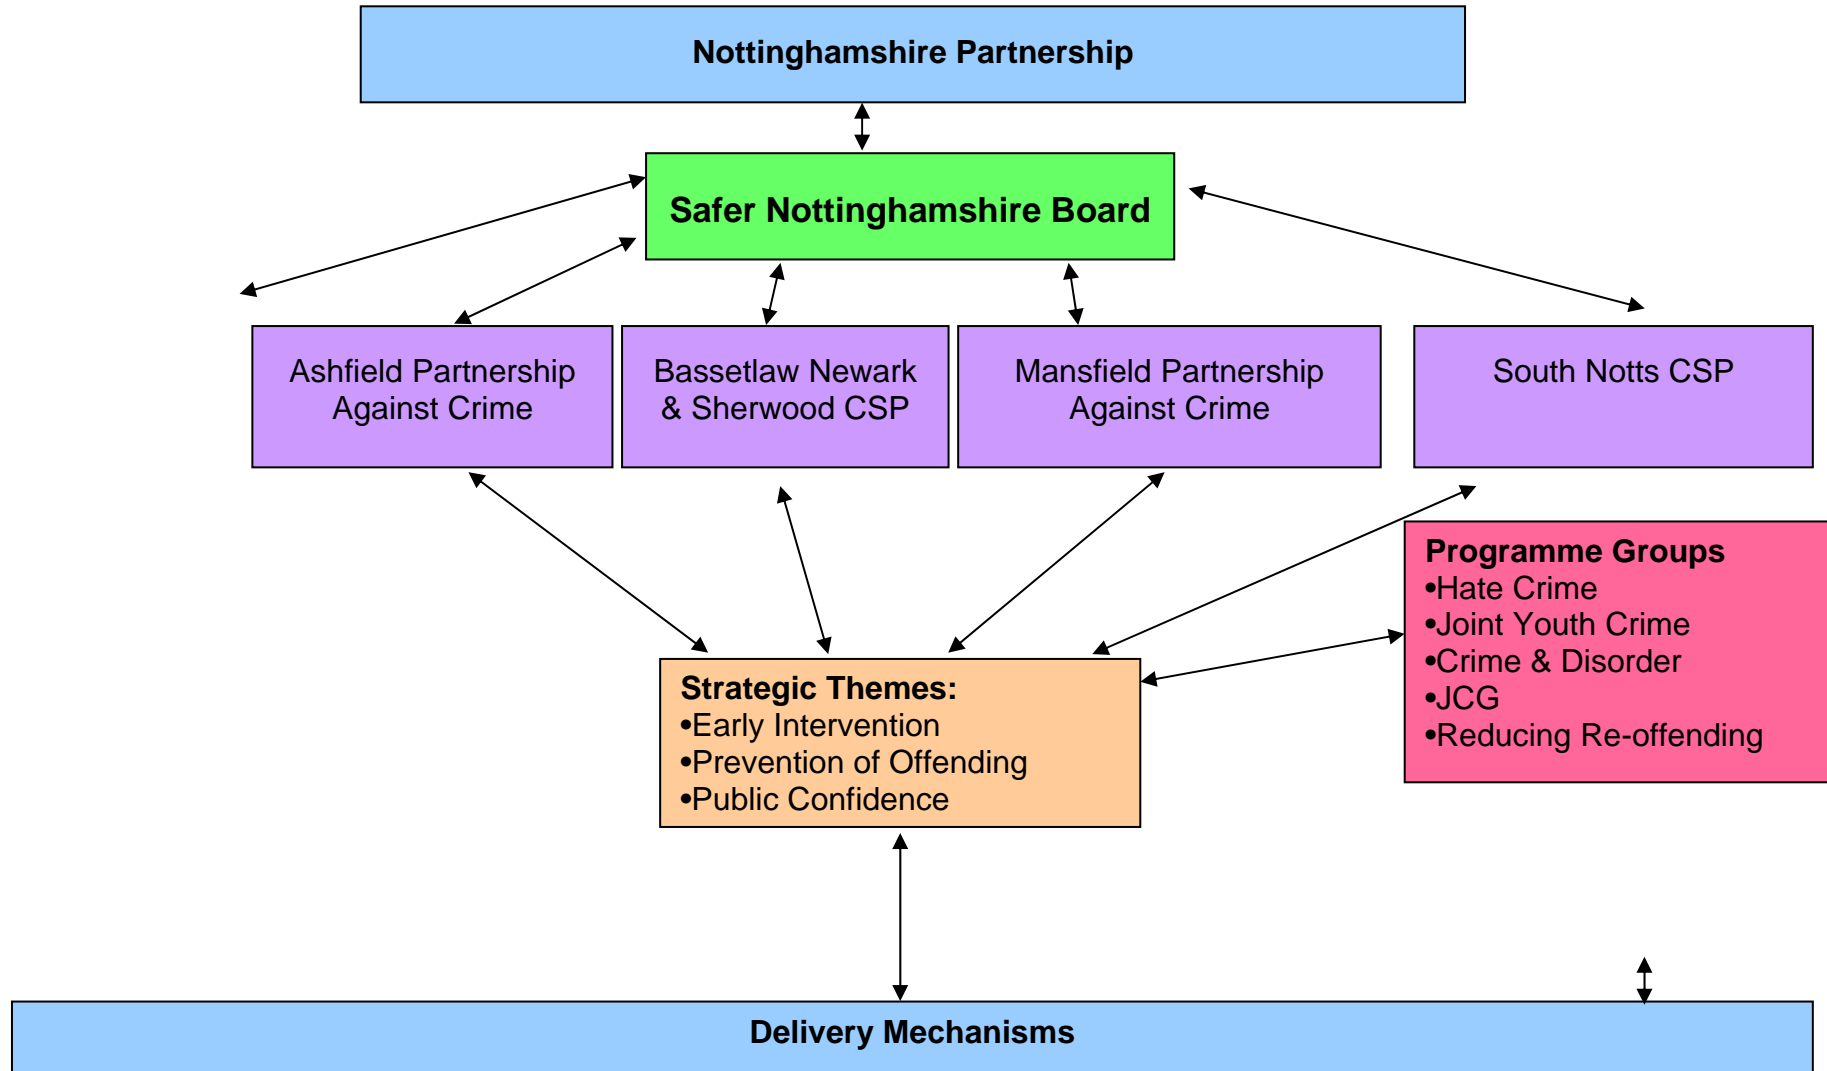 Nottinghamshire Partnership
Safer Nottinghamshire Board
Ashfield Partnership
Against Crime
Bassetlaw Newark
& Sherwood CSP
Mansfield Partnership
Against Crime
South Notts CSP
Programme Groups
•Hate Crime
•Joint Youth Crime
•Crime & Disorder
•JCG
•Reducing Re-offending
Strategic Themes:
•Early Intervention
•Prevention of Offending
•Public Confidence
Delivery Mechanisms